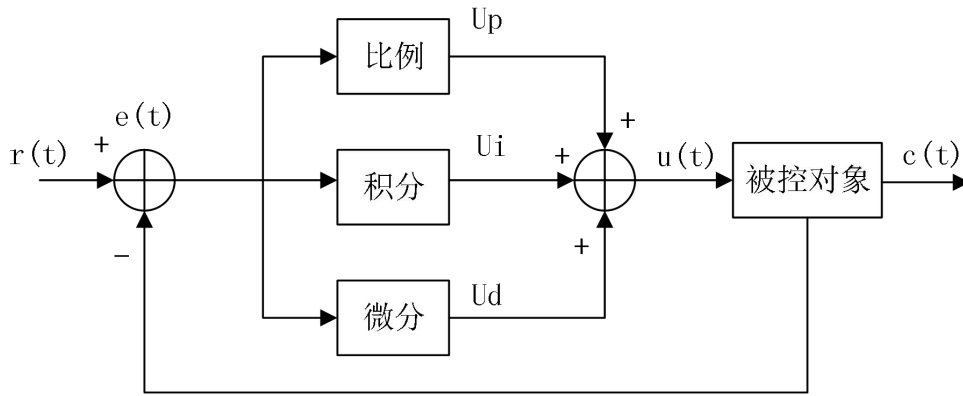 Up
比例
e(t)
+
+
r(t)
Ui
+
u(t)
c(t)
积分
被控对象
-
+
Ud
微分